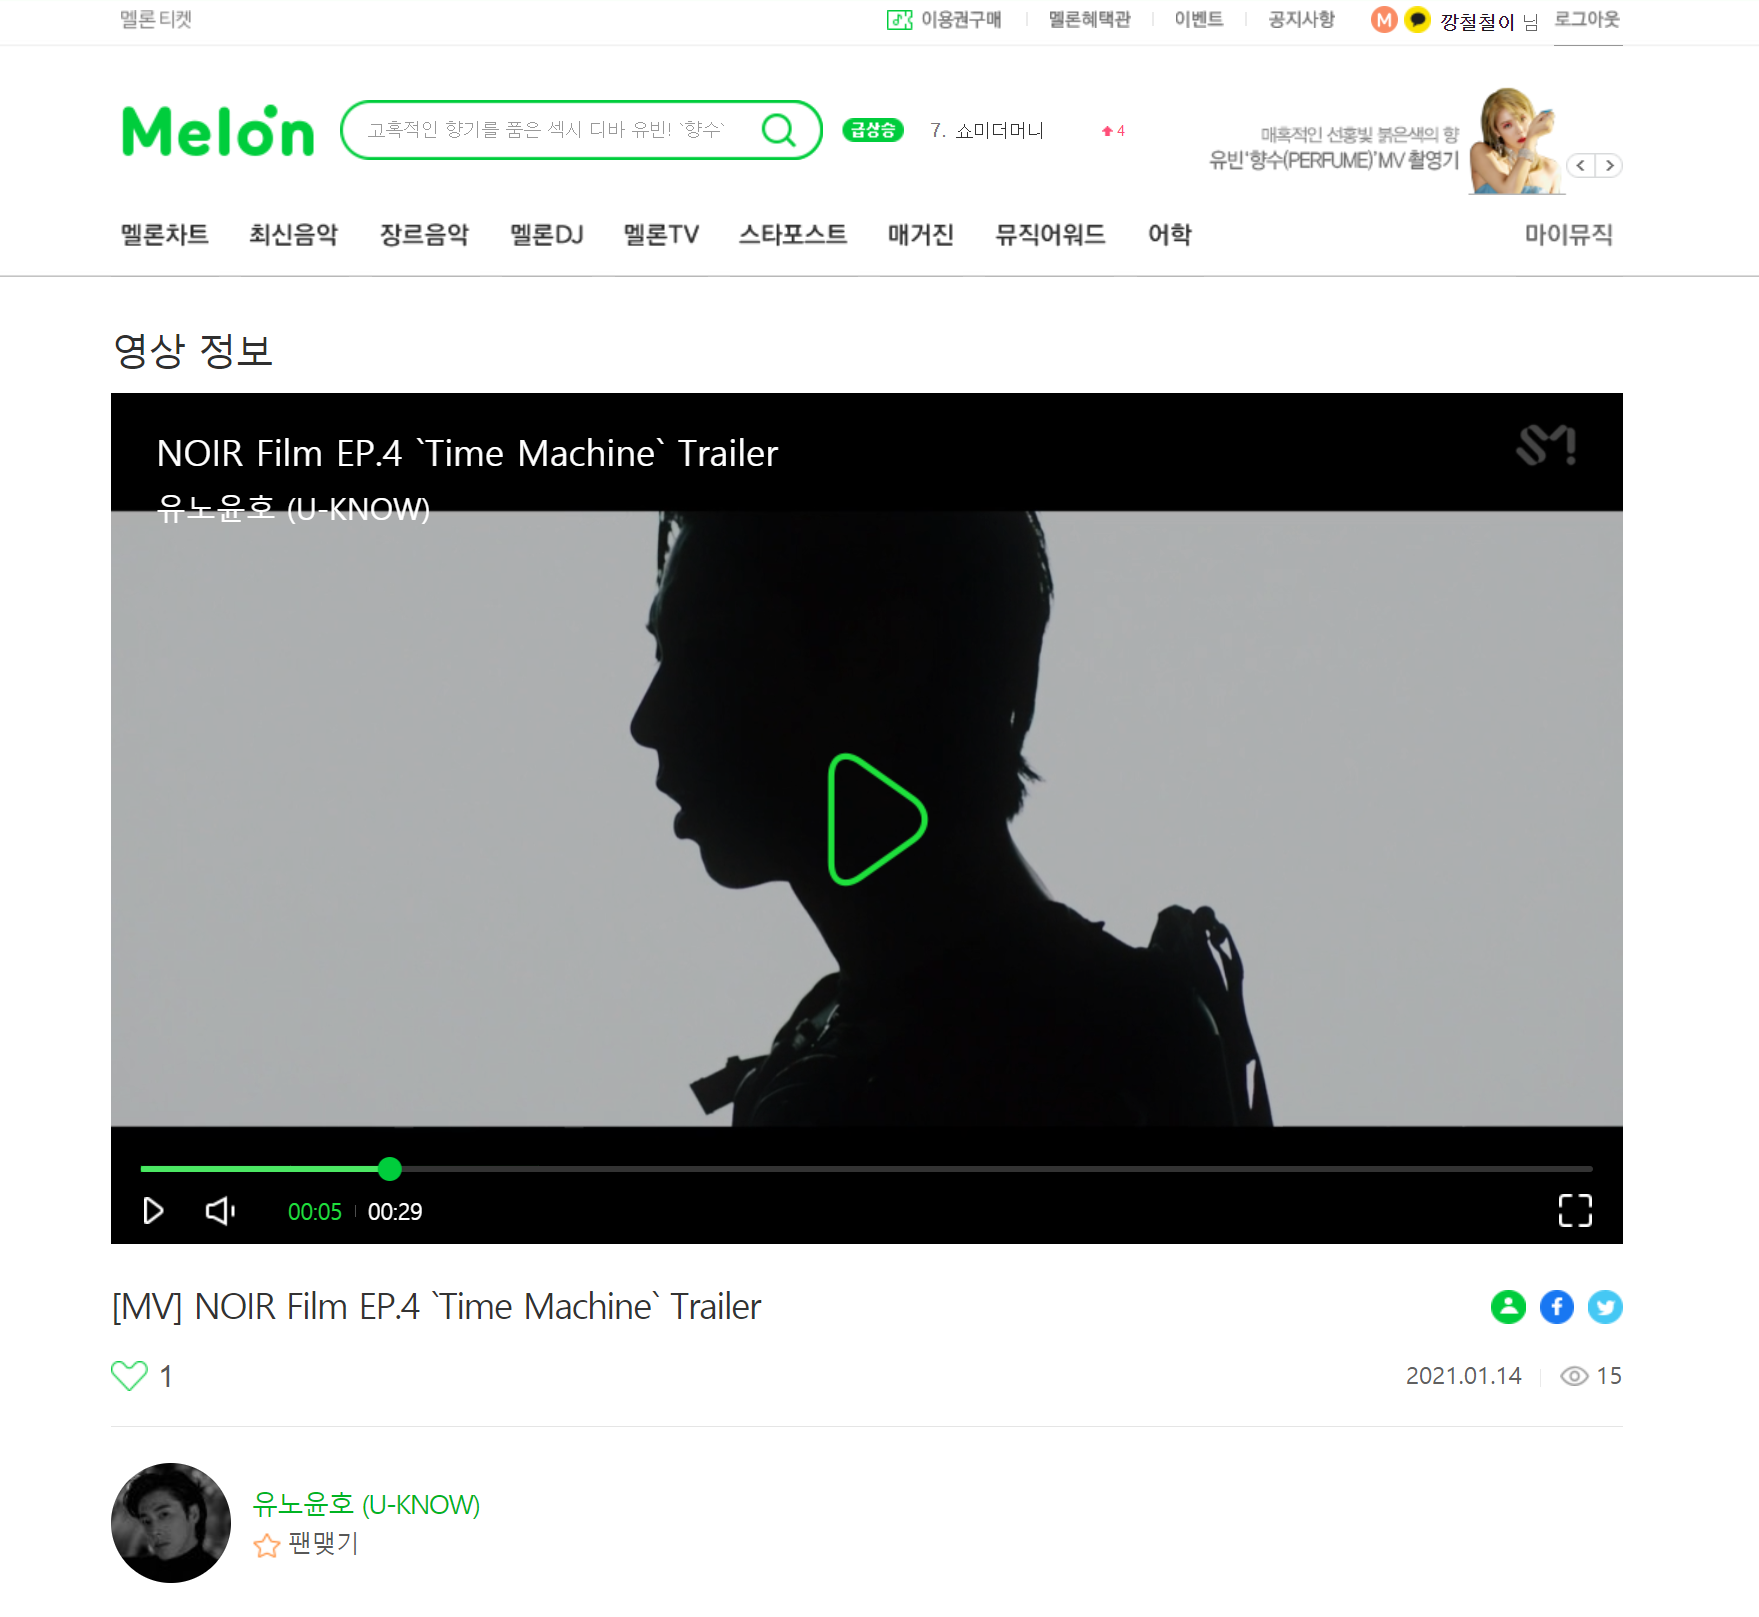 멜론티켓
이용권구매
멜론혜택관
이벤트
공지사항
M
깡철철이 님
로그아웃
Melon
고혹적인 향기를 품은 섹시 디바 유빈! `향수`
급상승
7. 쇼미더머니
4
매혹적인 선홍빛 붉은색의 향
유빈'향수(PERFUME)'MV 촬영기
멜론차트
최신음악
장르음악
멜론DJ
멜론TV
스타포스트
매거진
뮤직어워드
어학
마이뮤직
영상 정보
NOIR Film EP.4 `Time Machine` Trailer
SM!
유노윤호 (U-KNOW)
00:05
00:29
[MV] NOIR Film EP.4 `Time Machine` Trailer
1
2021.01.14
15
유노윤호 (U-KNOW)
팬맺기